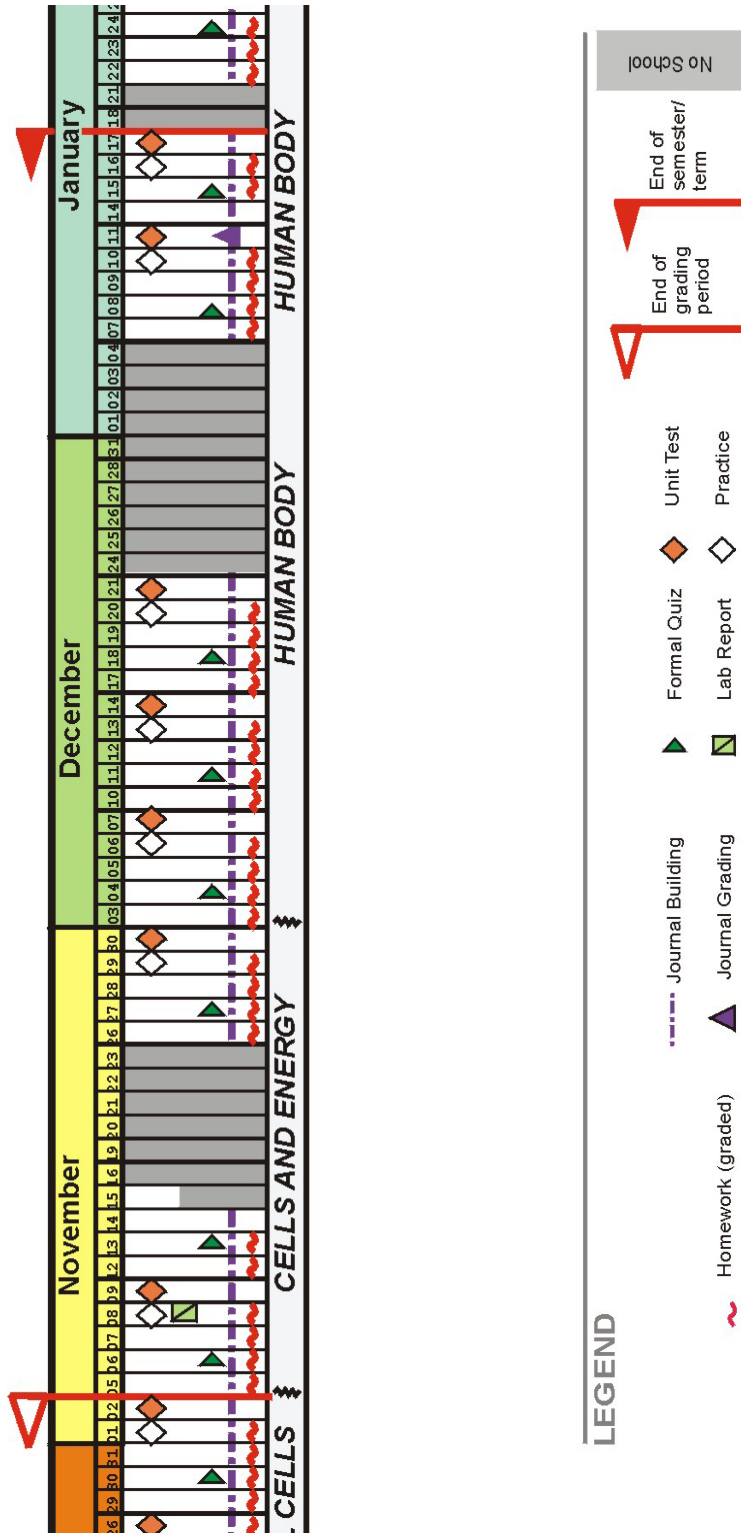 November December January
26 29 30 31 01 02 05 06 07 08 09 12 13 14 15 16 19 20 21 22 23 26 27 28 29 30 03 04 05 06 07 10 11 12 13 14 17 18 19 20 21 24 25 26 27 28 31 01 02 03 04 07 08 09 10 11 14 15 16 17 18 21 22 23 24
CELLS CELLS AND ENERGY HUMAN BODY HUMAN BODY
LEGEND
Homework (graded)
Journal Building
Journal Grading
Formal Quiz
Lab Report
Unit Test
Practice
End of
grading
period
End of
semester/
term
No School